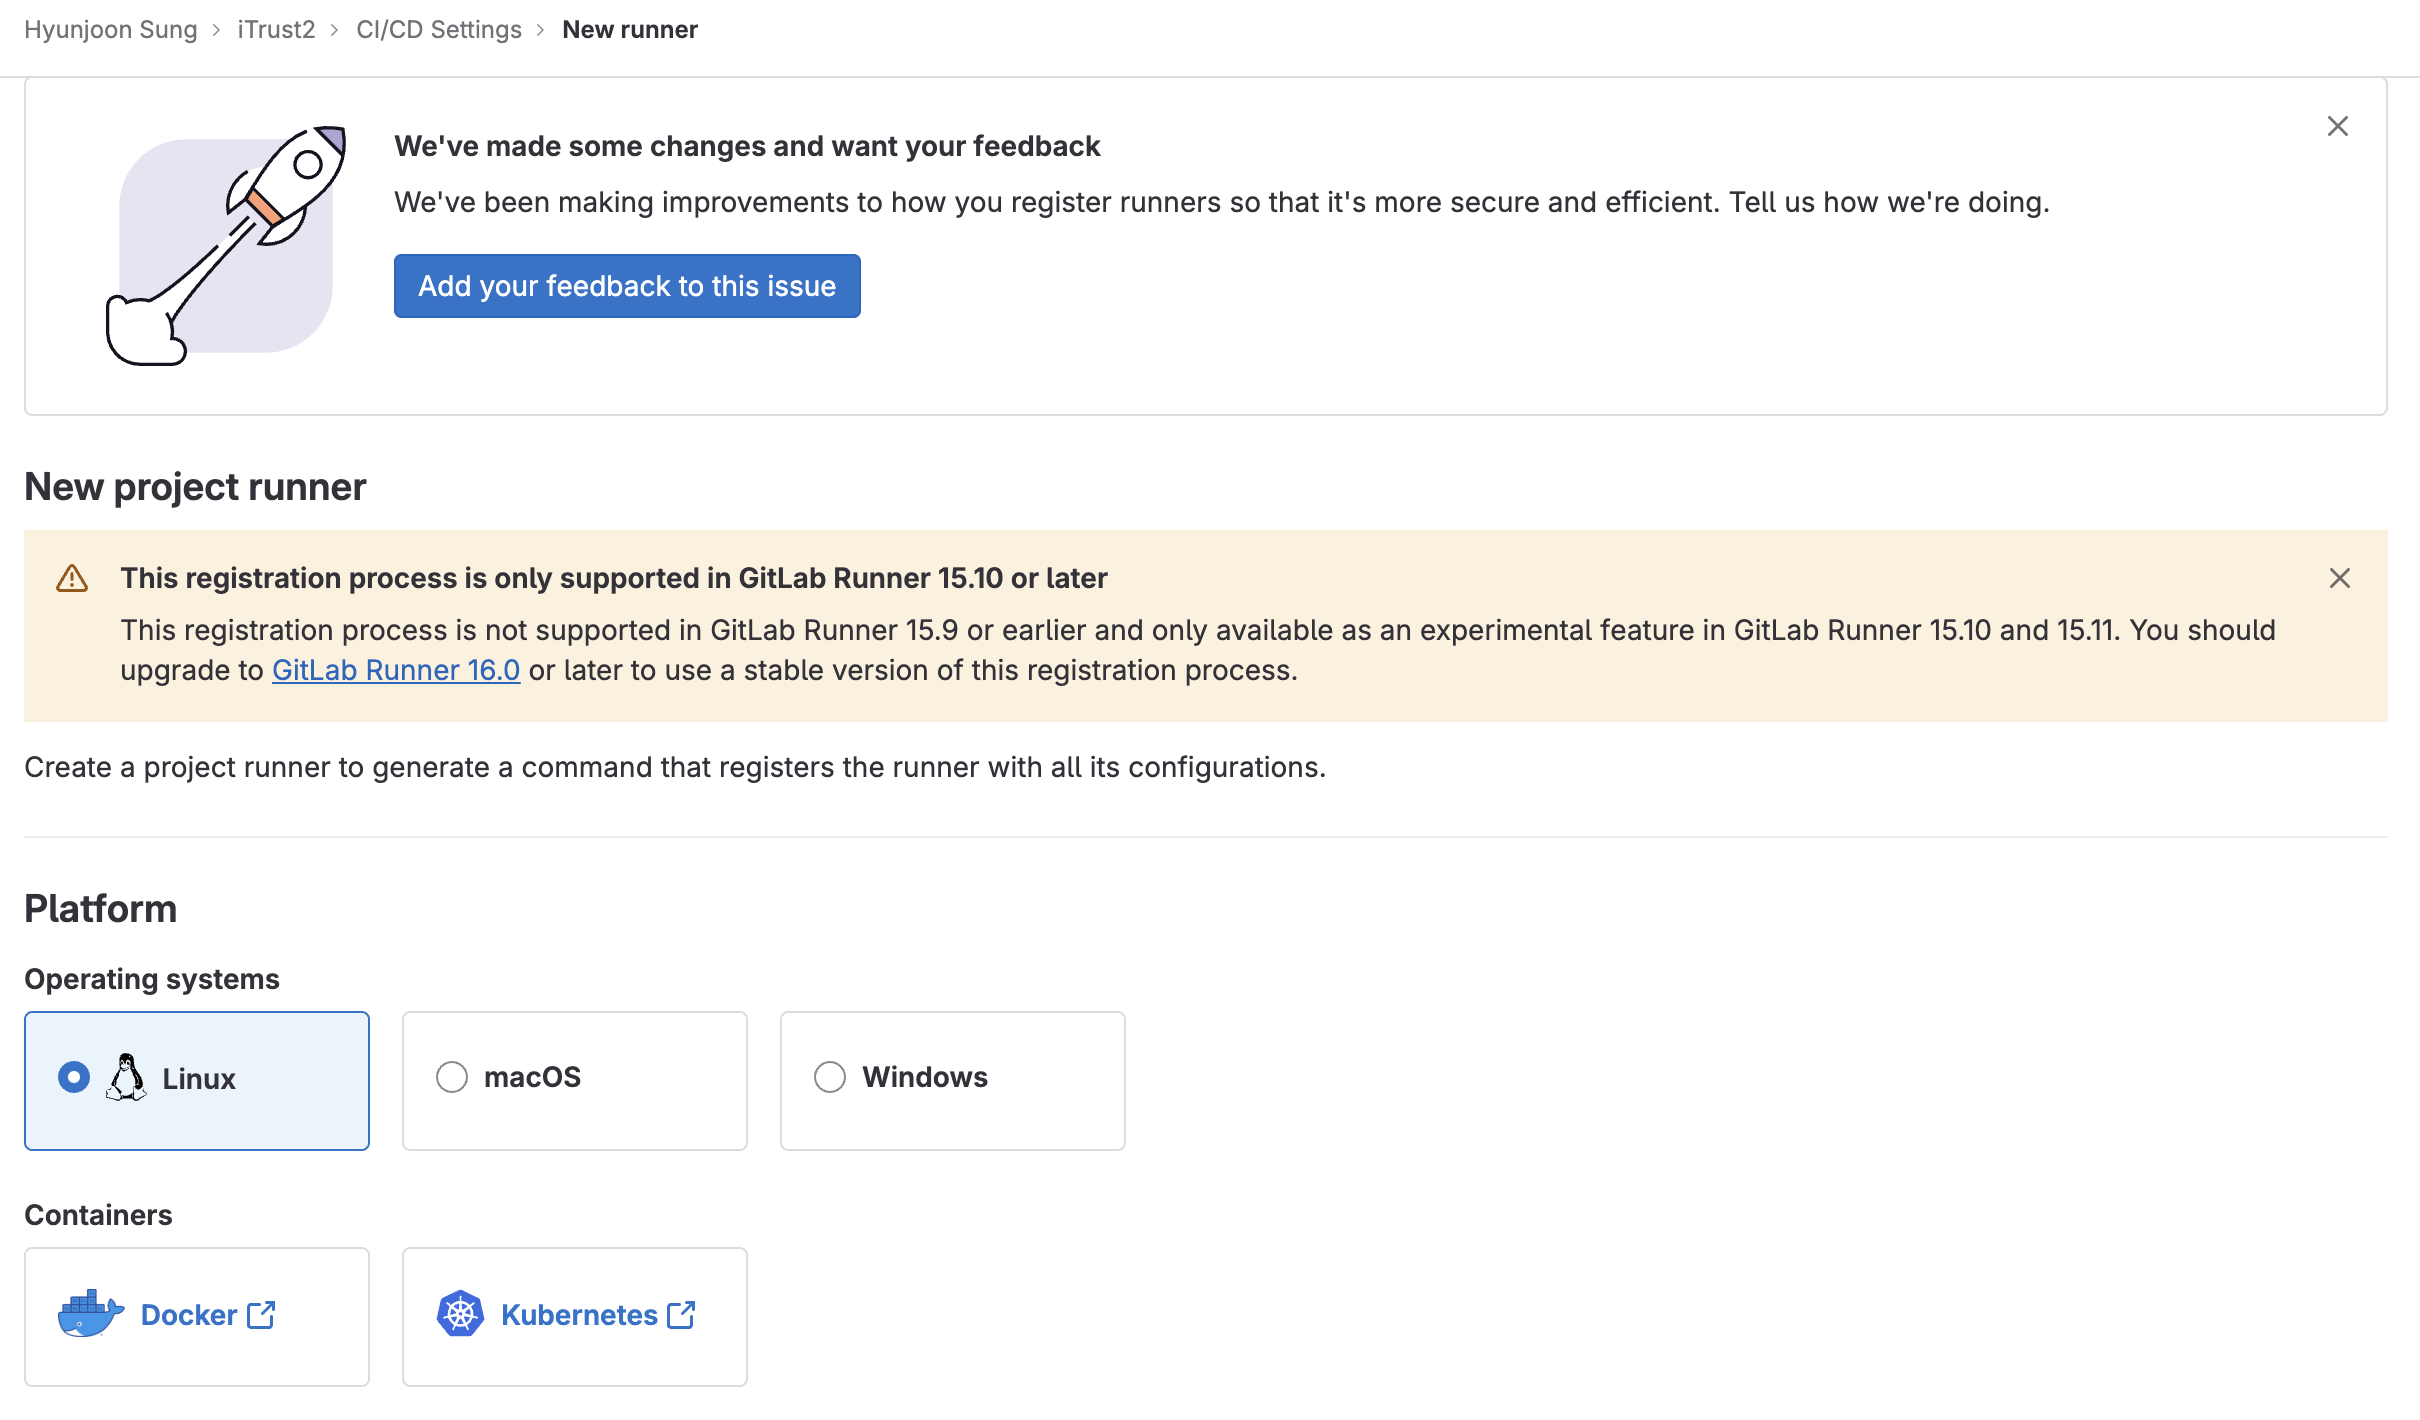 Hyunjoon Sung > iTrust2 > CI/CD Settings > New runner
We've made some changes and want your feedback
We've been making improvements to how you register runners so that it's more secure and efficient. Tell us how we're doing.
Add your feedback to this issue
New project runner
This registration process is only supported in GitLab Runner 15.10 or later
This registration process is not supported in GitLab Runner 15.9 or earlier and only available as an experimental feature in GitLab Runner 15.10 and 15.11. You should
upgrade to GitLab Runner 16.0 or later to use a stable version of this registration process.
Create a project runner to generate a command that registers the runner with all its configurations.
Platform
Operating systems
Linux
macOS
Windows
Containers
Docker
Kubernetes